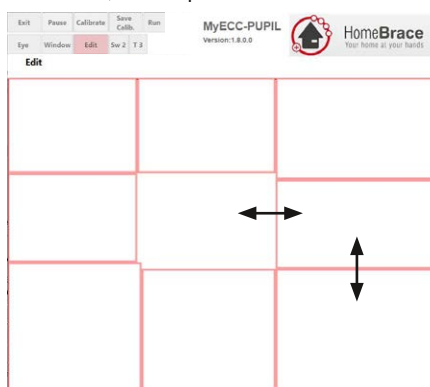 Exit Pause Calibrate Save Calib. Run
Eye Window Edit Sw 2 T 3
Edit
MyECC-PUPIL
Version:1.8.0.0
HomeBrace
Your home at your hands